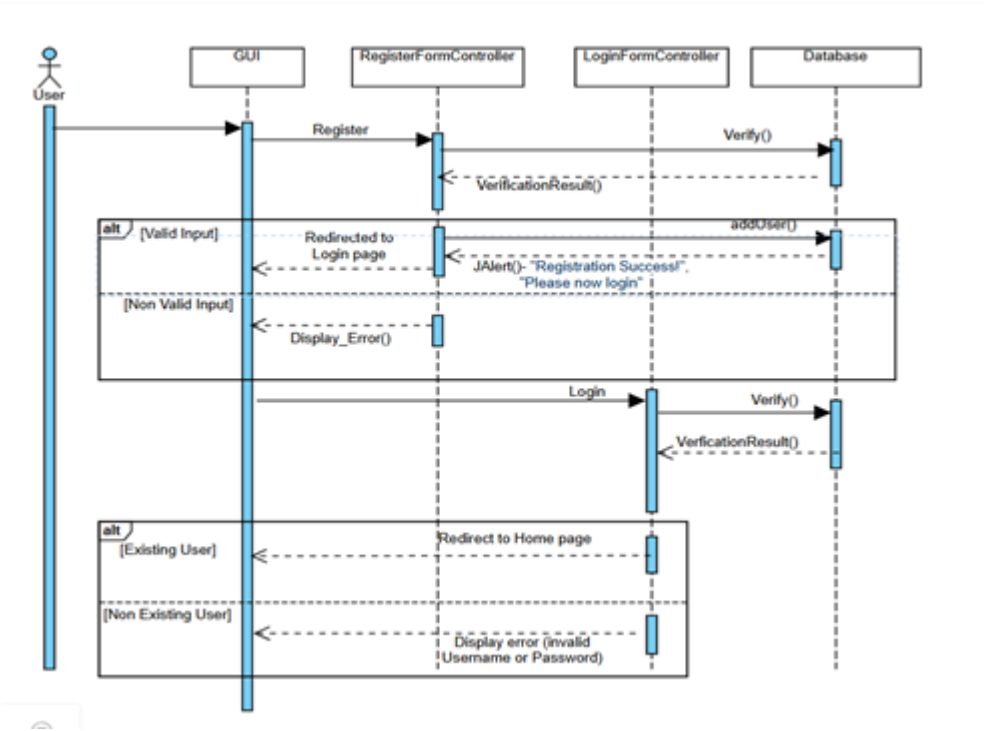 User
GUI
RegisterFormController
LoginFormController
Database
Register
Verify()
VerificationResult()
alt
[Valid Input]
addUser()
Redirected to
Login page
JAlert()- "Registration Success!",
"Please now login"
[Non Valid Input]
Display_Error()
Login
Verify()
VerficationResult()
alt
[Existing User]
Redirect to Home page
[Non Existing User]
Display error (invalid
Username or Password)